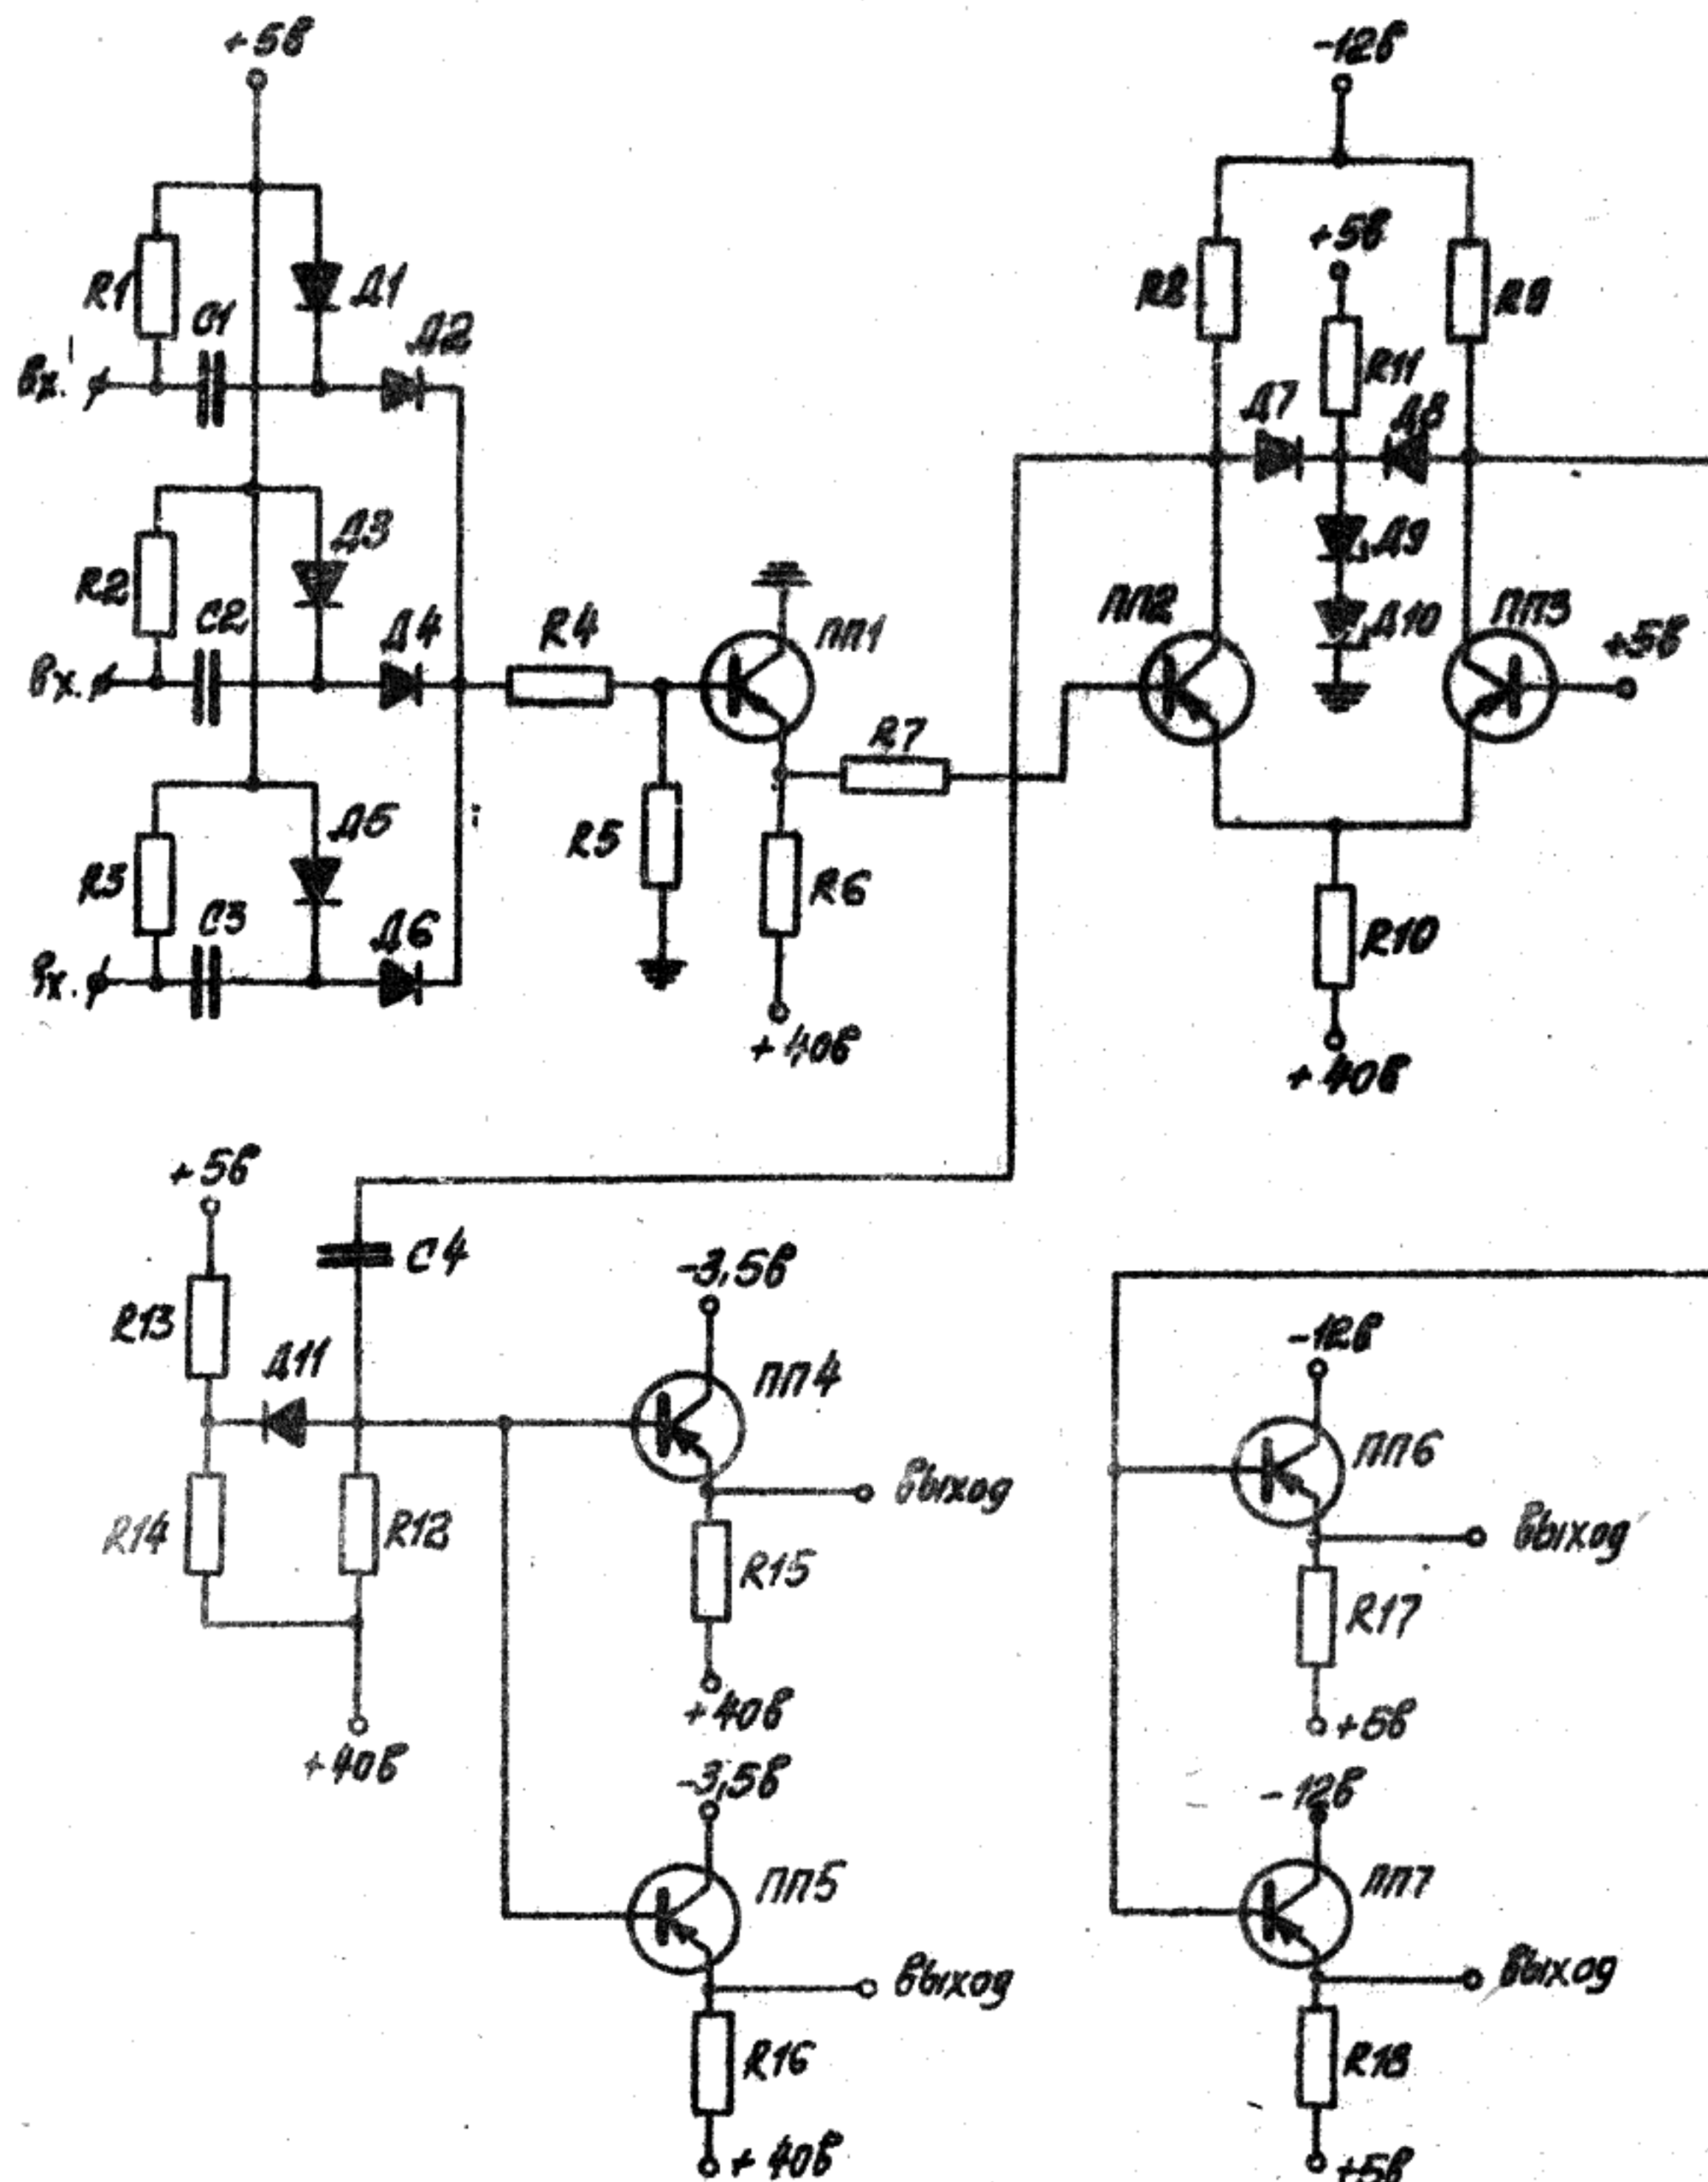 +5в
-12в
+5в
R1
С1
Д1
Д2
Вх.
R8
R11
R9
Д7
Д8
Д3
R2
С2
Д4
Вх.
R4
ПП1
Д9
Д10
ПП2
ПП3
+5в
R7
Д5
R5
R6
R3
С3
Д6
Вх.
R10
+40в
+40в
+5в
С4
-3,5в
R13
Д11
ПП4
-12в
ПП6
Выход
Выход
R14
R12
R15
R17
+40в
+5в
+40в
-3,5в
-12в
ПП5
ПП7
Выход
Выход
R16
R18
+40в
+5в